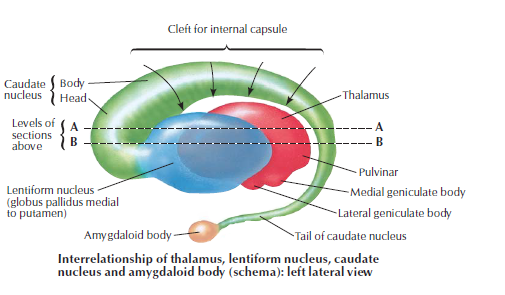 Cleft for internal capsule
Caudate nucleus { Body
Head
Thalamus
Levels of sections above { A
B
A
B
Pulvinar
Medial geniculate body
Lentiform nucleus
(globus pallidus medial
to putamen)
Lateral geniculate body
Amygdaloid body
Tail of caudate nucleus
Interrelationship of thalamus, lentiform nucleus, caudate
nucleus and amygdaloid body (schema): left lateral view